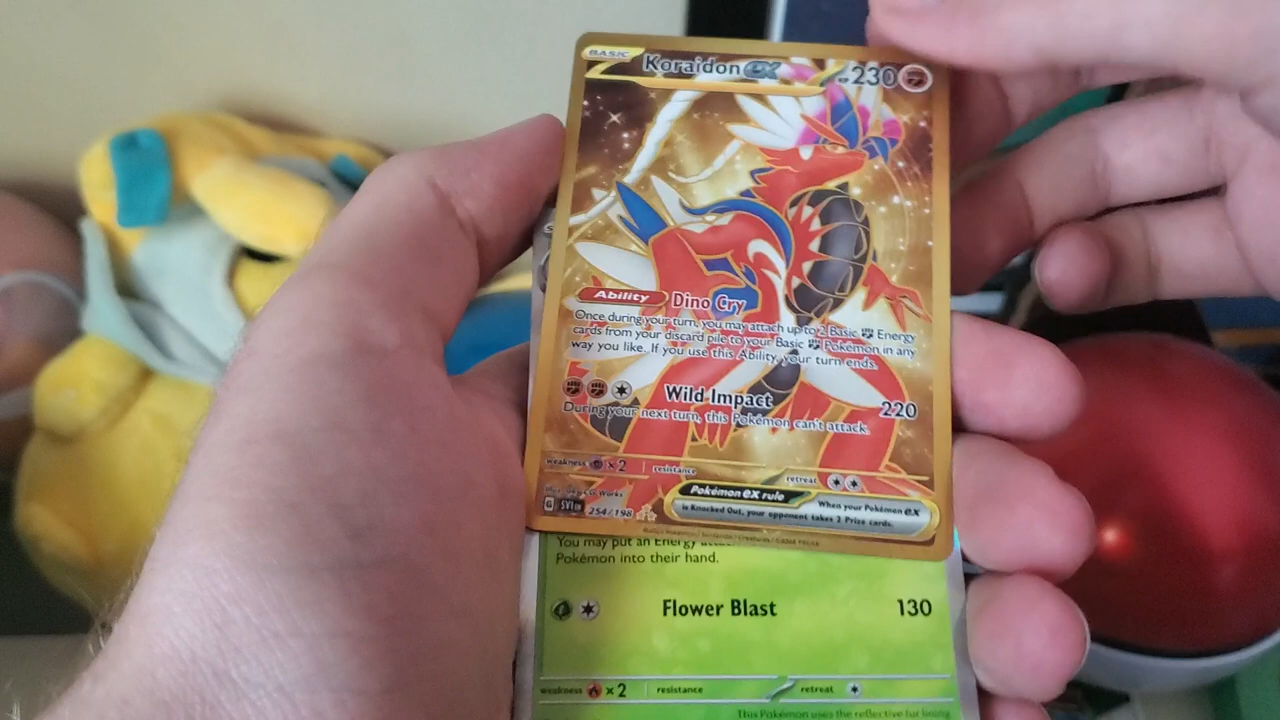 BASIC
Koraidon ex HP 230
Ability Dino Cry
Once during your turn, you may attach up to 2 Basic Energy
cards from your discard pile to your Basic Pokémon in any
way you like. If you use this Ability, your turn ends.
Wild Impact 220
During your next turn, this Pokémon can't attack.
weakness ×2 resistance
retreat
Pokémon ex rule
When your Pokémon ex
is Knocked Out, your opponent takes 2 Prize cards.
G SVI EN 254/198
You may put an Energy
Pokémon into their hand.
Flower Blast 130
weakness ×2 resistance retreat
This Pokémon uses the reflective fur lining